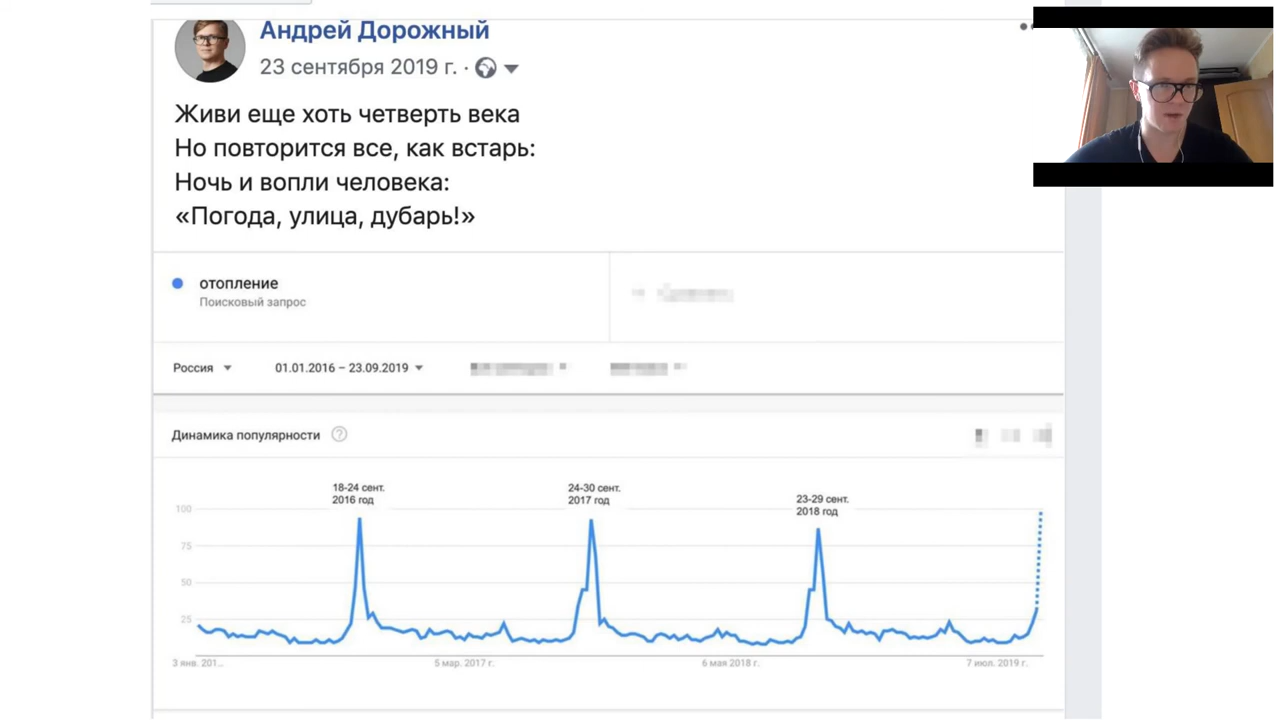 Андрей Дорожный
23 сентября 2019 г. ·
Живи еще хоть четверть века
Но повторится все, как встарь:
Ночь и вопли человека:
«Погода, улица, дубарь!»
отопление
Поисковый запрос
Россия
01.01.2016 – 23.09.2019
Динамика популярности ?
18-24 сент.
2016 год
24-30 сент.
2017 год
23-29 сент.
2018 год
100
75
50
25
3 янв. 201...
5 мар. 2017 г.
6 мая 2018 г.
7 июл. 2019 г.